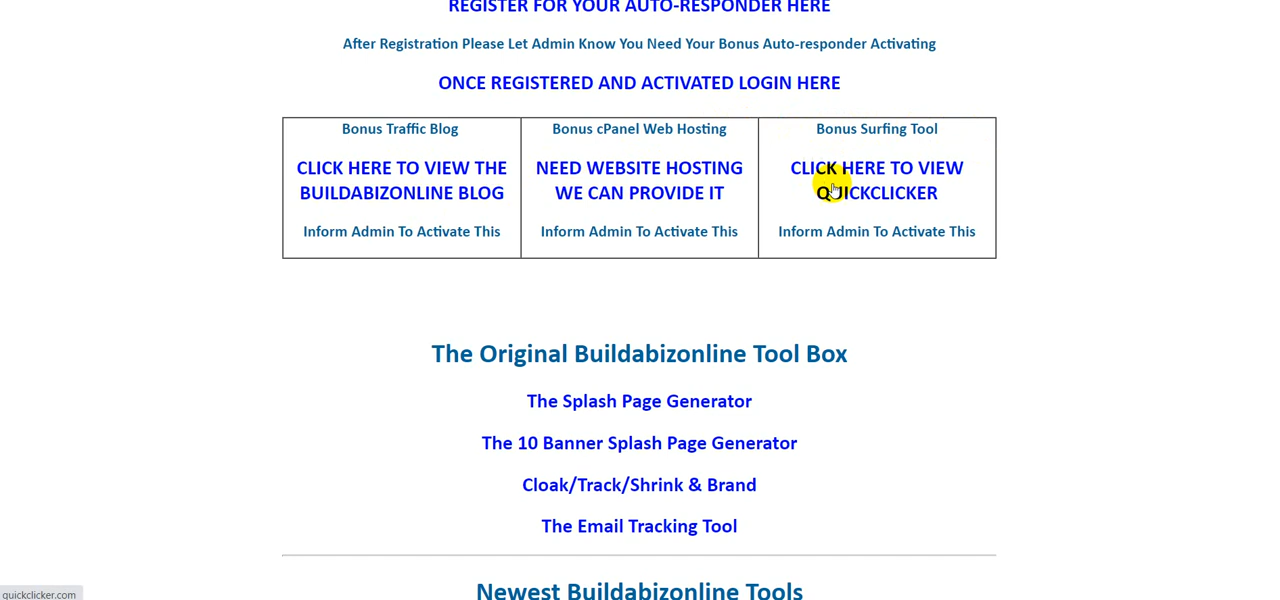 REGISTER FOR YOUR AUTO-RESPONDER HERE
After Registration Please Let Admin Know You Need Your Bonus Auto-responder Activating
ONCE REGISTERED AND ACTIVATED LOGIN HERE
Bonus Traffic Blog
CLICK HERE TO VIEW THE
BUILDABIZONLINE BLOG
Inform Admin To Activate This
Bonus cPanel Web Hosting
NEED WEBSITE HOSTING
WE CAN PROVIDE IT
Inform Admin To Activate This
Bonus Surfing Tool
CLICK HERE TO VIEW
QUICKCLICKER
Inform Admin To Activate This
The Original Buildabizonline Tool Box
The Splash Page Generator
The 10 Banner Splash Page Generator
Cloak/Track/Shrink & Brand
The Email Tracking Tool
Newest Buildabizonline Tools
quickclicker.com